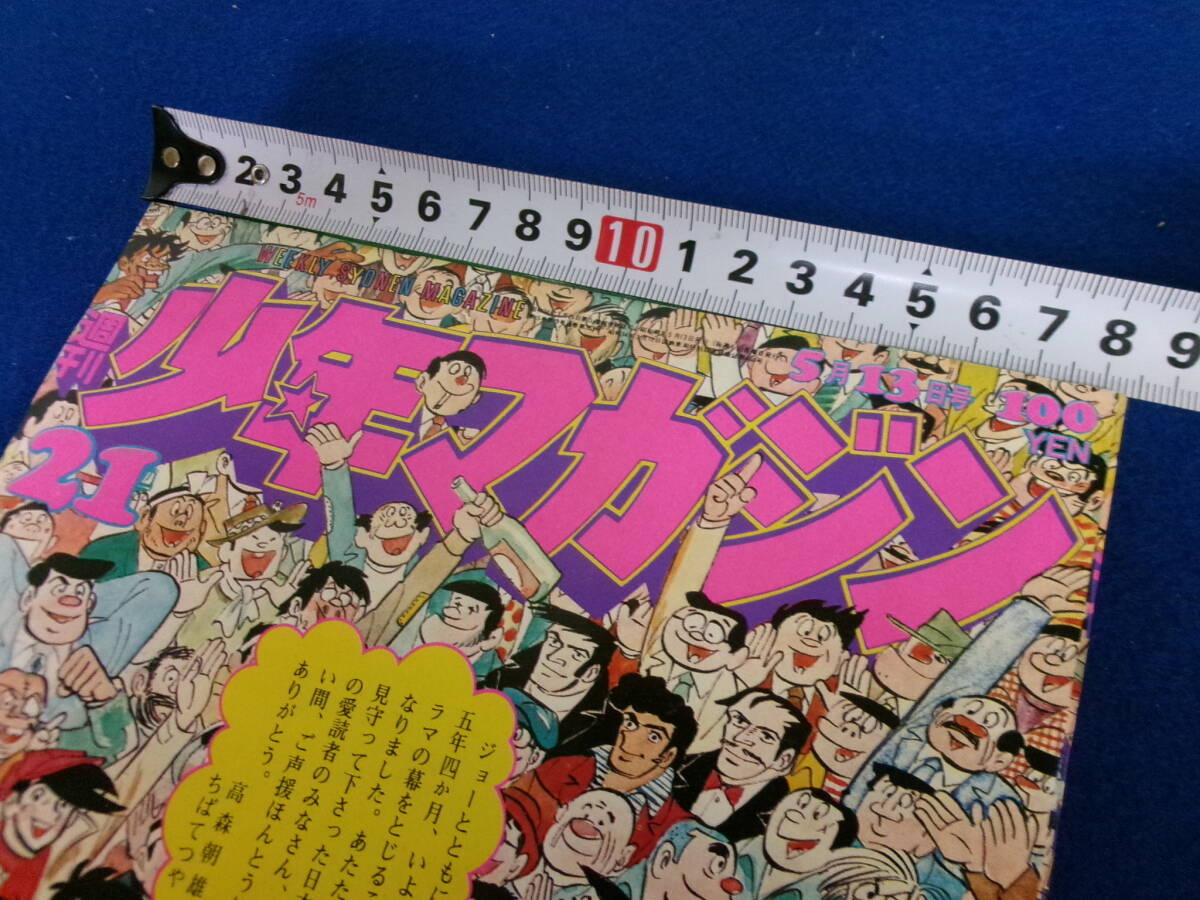 2 3 4 5 6 7 8 9 10 1 2 3 4 5 6 7 8 9
5m
WEEKLY SYONEN MAGAZINE
週刊
少年マガジン
5月13日号
100
YEN
21
ジョーとともに
五年四か月、いよ
ラマの幕をとじる
なりました。あたた
見守って下さった日
の愛読者のみなさん、
い間、ご声援ほんとう
ありがとう。
高森朝雄
ちばてつや